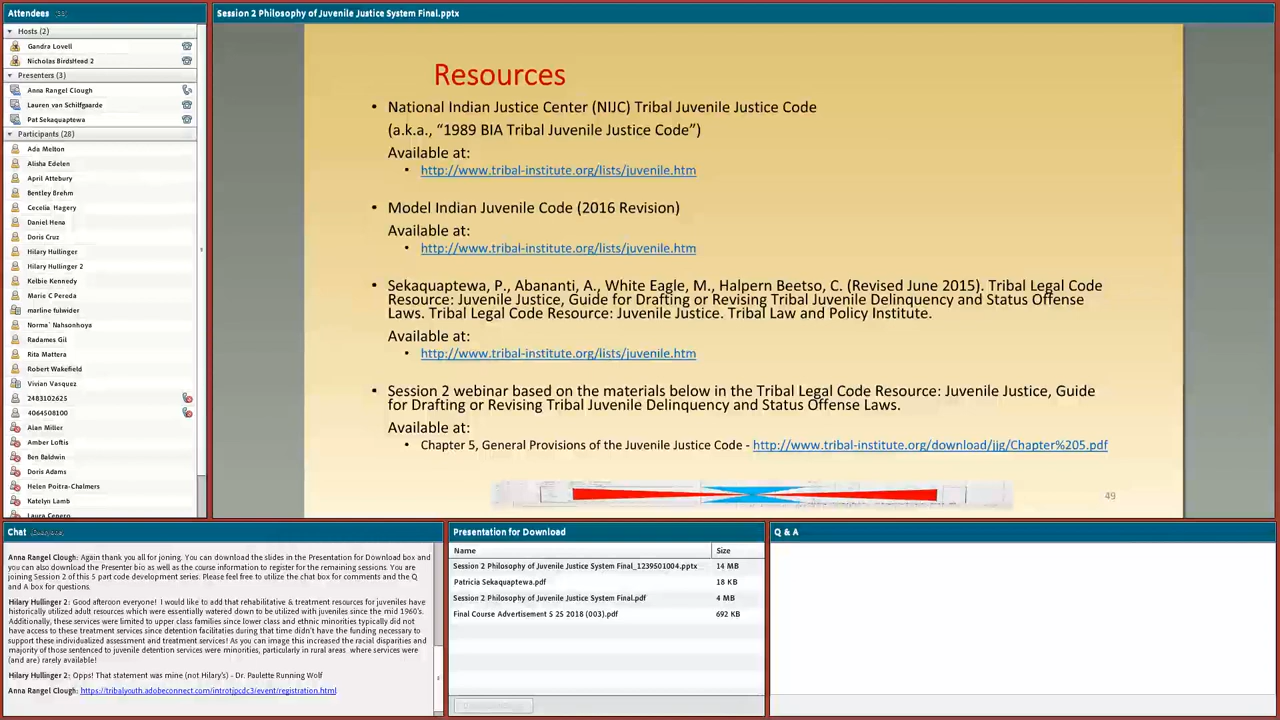 Attendees (33)
Hosts (2)
Gandra Lovell
Nicholas BirdsHead 2
Presenters (3)
Anna Rangel Clough
Lauren van Schilfgaarde
Pat Sekaquaptewa
Participants (28)
Ada Melton
Alisha Edelen
April Attebury
Bentley Brehm
Cecelia Hagery
Daniel Hena
Doris Cruz
Hilary Hullinger
Hilary Hullinger 2
Kelbie Kennedy
Marie C Pereda
marline fulwider
Norma` Nahsonhoya
Radames Gil
Rita Mattera
Robert Wakefield
Vivian Vasquez
2483102625
4064508100
Alan Miller
Amber Loftis
Ben Baldwin
Doris Adams
Helen Poitra-Chalmers
Katelyn Lamb
Laura Cenero
Session 2 Philosophy of Juvenile Justice System Final.pptx
Resources
• National Indian Justice Center (NIJC) Tribal Juvenile Justice Code
(a.k.a., “1989 BIA Tribal Juvenile Justice Code”)
Available at:
• http://www.tribal-institute.org/lists/juvenile.htm
• Model Indian Juvenile Code (2016 Revision)
Available at:
• http://www.tribal-institute.org/lists/juvenile.htm
• Sekaquaptewa, P., Abananti, A., White Eagle, M., Halpern Beetso, C. (Revised June 2015). Tribal Legal Code
Resource: Juvenile Justice, Guide for Drafting or Revising Tribal Juvenile Delinquency and Status Offense
Laws. Tribal Legal Code Resource: Juvenile Justice. Tribal Law and Policy Institute.
Available at:
• http://www.tribal-institute.org/lists/juvenile.htm
• Session 2 webinar based on the materials below in the Tribal Legal Code Resource: Juvenile Justice, Guide
for Drafting or Revising Tribal Juvenile Delinquency and Status Offense Laws.
Available at:
• Chapter 5, General Provisions of the Juvenile Justice Code - http://www.tribal-institute.org/download/jjg/Chapter%205.pdf
49
Chat (Everyone)
Anna Rangel Clough: Again thank you all for joning. You can download the slides in the Presentation for Download box and
you can also download the Presenter bio as well as the course information to register for the remaining sessions. You are
joining Session 2 of this 5 part code development series. Please feel free to utilize the chat box for comments and the Q
and A box for questions.
Hilary Hullinger 2: Good afteroon everyone! I would like to add that rehabilitative & treatment resources for juveniles have
historically utilized adult resources which were essentially watered down to be utilized with juveniles since the mid 1960's.
Additionally, these services were limited to upper class families since lower class and ethnic minorities typically did not
have access to these treatment services since detention facilitaties during that time didn't have the funding necessary to
support these individualized assessment and treatment services! As you can image this increased the racial disparities and
majority of those sentenced to juvenile detention services were minorities, particularly in rural areas where services were
(and are) rarely available!
Hilary Hullinger 2: Opps! That statement was mine (not Hilary's) - Dr. Paulette Running Wolf
Anna Rangel Clough: https://tribalyouth.adobeconnect.com/introtjpcdc3/event/registration.html
Presentation for Download
Name Size
Session 2 Philosophy of Juvenile Justice System Final_1239501004.pptx 14 MB
Patricia Sekaquaptewa.pdf 18 KB
Session 2 Philosophy of Juvenile Justice System Final.pdf 4 MB
Final Course Advertisement 5 25 2018 (003).pdf 692 KB
Q & A